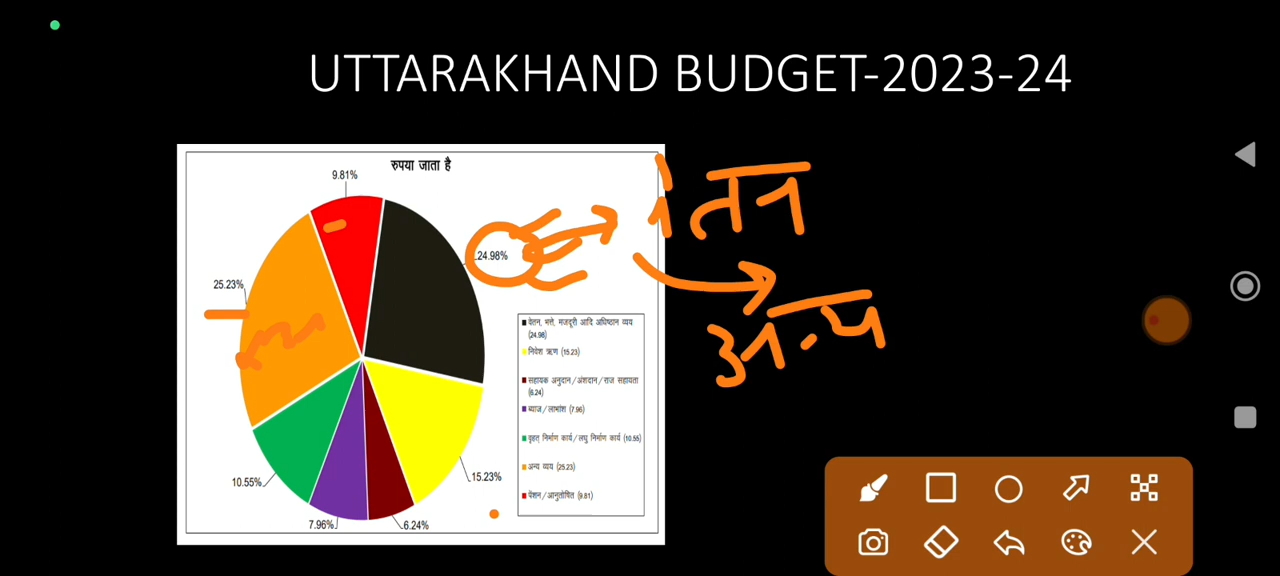 UTTARAKHAND BUDGET-2023-24
रुपया जाता है
9.81%
24.98%
25.23%
15.23%
10.55%
7.96%
6.24%
वेतन, भत्ते, मजदूरी आदि अधिष्ठान व्यय
(24.98)
निवेश ऋण (15.23)
सहायक अनुदान/अंशदान/राज सहायता
(6.24)
ब्याज/लाभांश (7.96)
वृहत् निर्माण कार्य/लघु निर्माण कार्य (10.55)
अन्य व्यय (25.23)
पेंशन/आनुतोषिक (9.81)